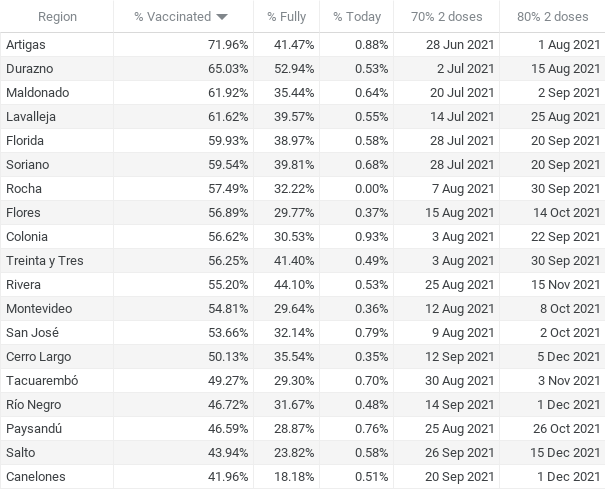 Region % Vaccinated % Fully % Today 70% 2 doses 80% 2 doses
Artigas 71.96% 41.47% 0.88% 28 Jun 2021 1 Aug 2021
Durazno 65.03% 52.94% 0.53% 2 Jul 2021 15 Aug 2021
Maldonado 61.92% 35.44% 0.64% 20 Jul 2021 2 Sep 2021
Lavalleja 61.62% 39.57% 0.55% 14 Jul 2021 25 Aug 2021
Florida 59.93% 38.97% 0.58% 28 Jul 2021 20 Sep 2021
Soriano 59.54% 39.81% 0.68% 28 Jul 2021 20 Sep 2021
Rocha 57.49% 32.22% 0.00% 7 Aug 2021 30 Sep 2021
Flores 56.89% 29.77% 0.37% 15 Aug 2021 14 Oct 2021
Colonia 56.62% 30.53% 0.93% 3 Aug 2021 22 Sep 2021
Treinta y Tres 56.25% 41.40% 0.49% 3 Aug 2021 30 Sep 2021
Rivera 55.20% 44.10% 0.53% 25 Aug 2021 15 Nov 2021
Montevideo 54.81% 29.64% 0.36% 12 Aug 2021 8 Oct 2021
San José 53.66% 32.14% 0.79% 9 Aug 2021 2 Oct 2021
Cerro Largo 50.13% 35.54% 0.35% 12 Sep 2021 5 Dec 2021
Tacuarembó 49.27% 29.30% 0.70% 30 Aug 2021 3 Nov 2021
Río Negro 46.72% 31.67% 0.48% 14 Sep 2021 1 Dec 2021
Paysandú 46.59% 28.87% 0.76% 25 Aug 2021 26 Oct 2021
Salto 43.94% 23.82% 0.58% 26 Sep 2021 15 Dec 2021
Canelones 41.96% 18.18% 0.51% 20 Sep 2021 1 Dec 2021